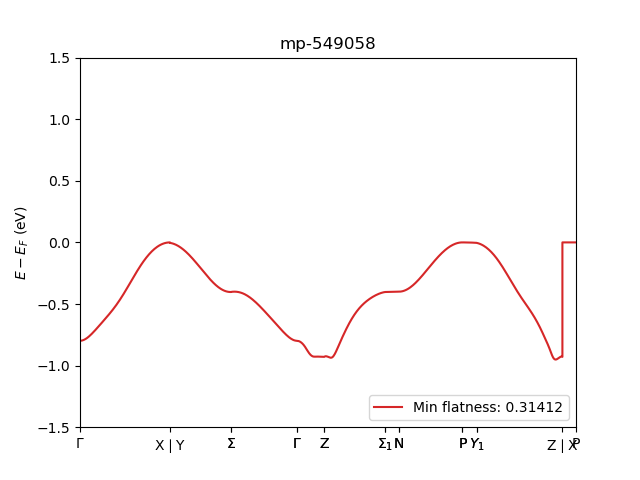 mp-549058
E − E_F (eV)
1.5
1.0
0.5
0.0
−0.5
−1.0
−1.5
Min flatness: 0.31412
Γ X | Y Σ Γ Z Σ₁ N P Y₁ Z | X P